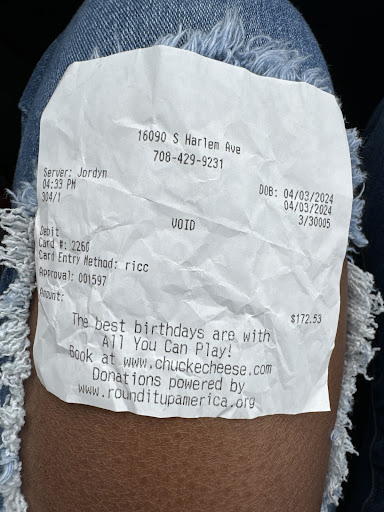 16090 S Harlem Ave
708-429-9231
Server: Jordyn DOB: 04/03/2024
04:33 PM 04/03/2024
304/1 3/30005
VOID
Debit
Card #: 2260
Card Entry Method: ricc
Approval: 001597
Amount: $172.53
The best birthdays are with
All You Can Play!
Book at www.chuckecheese.com
Donations powered by
www.rounditupamerica.org